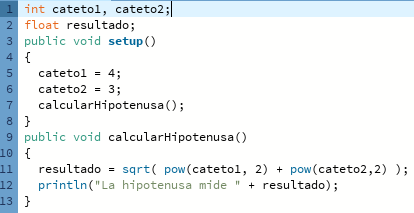 1 int cateto1, cateto2;
2 float resultado;
3 public void setup()
4 {
5   cateto1 = 4;
6   cateto2 = 3;
7   calcularHipotenusa();
8 }
9 public void calcularHipotenusa()
10 {
11   resultado = sqrt( pow(cateto1, 2) + pow(cateto2,2) );
12   println("La hipotenusa mide " + resultado);
13 }